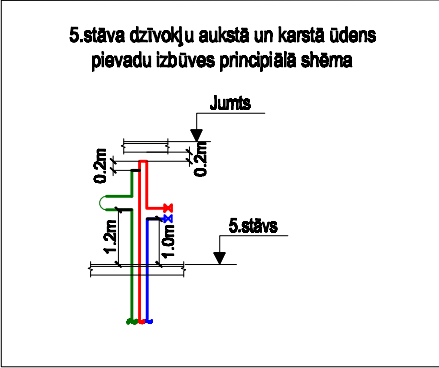 5.stāva dzīvokļu aukstā un karstā ūdens
pievadu izbūves principiālā shēma
Jumts
0.2m
0.2m
1.2m
1.0m
5.stāvs